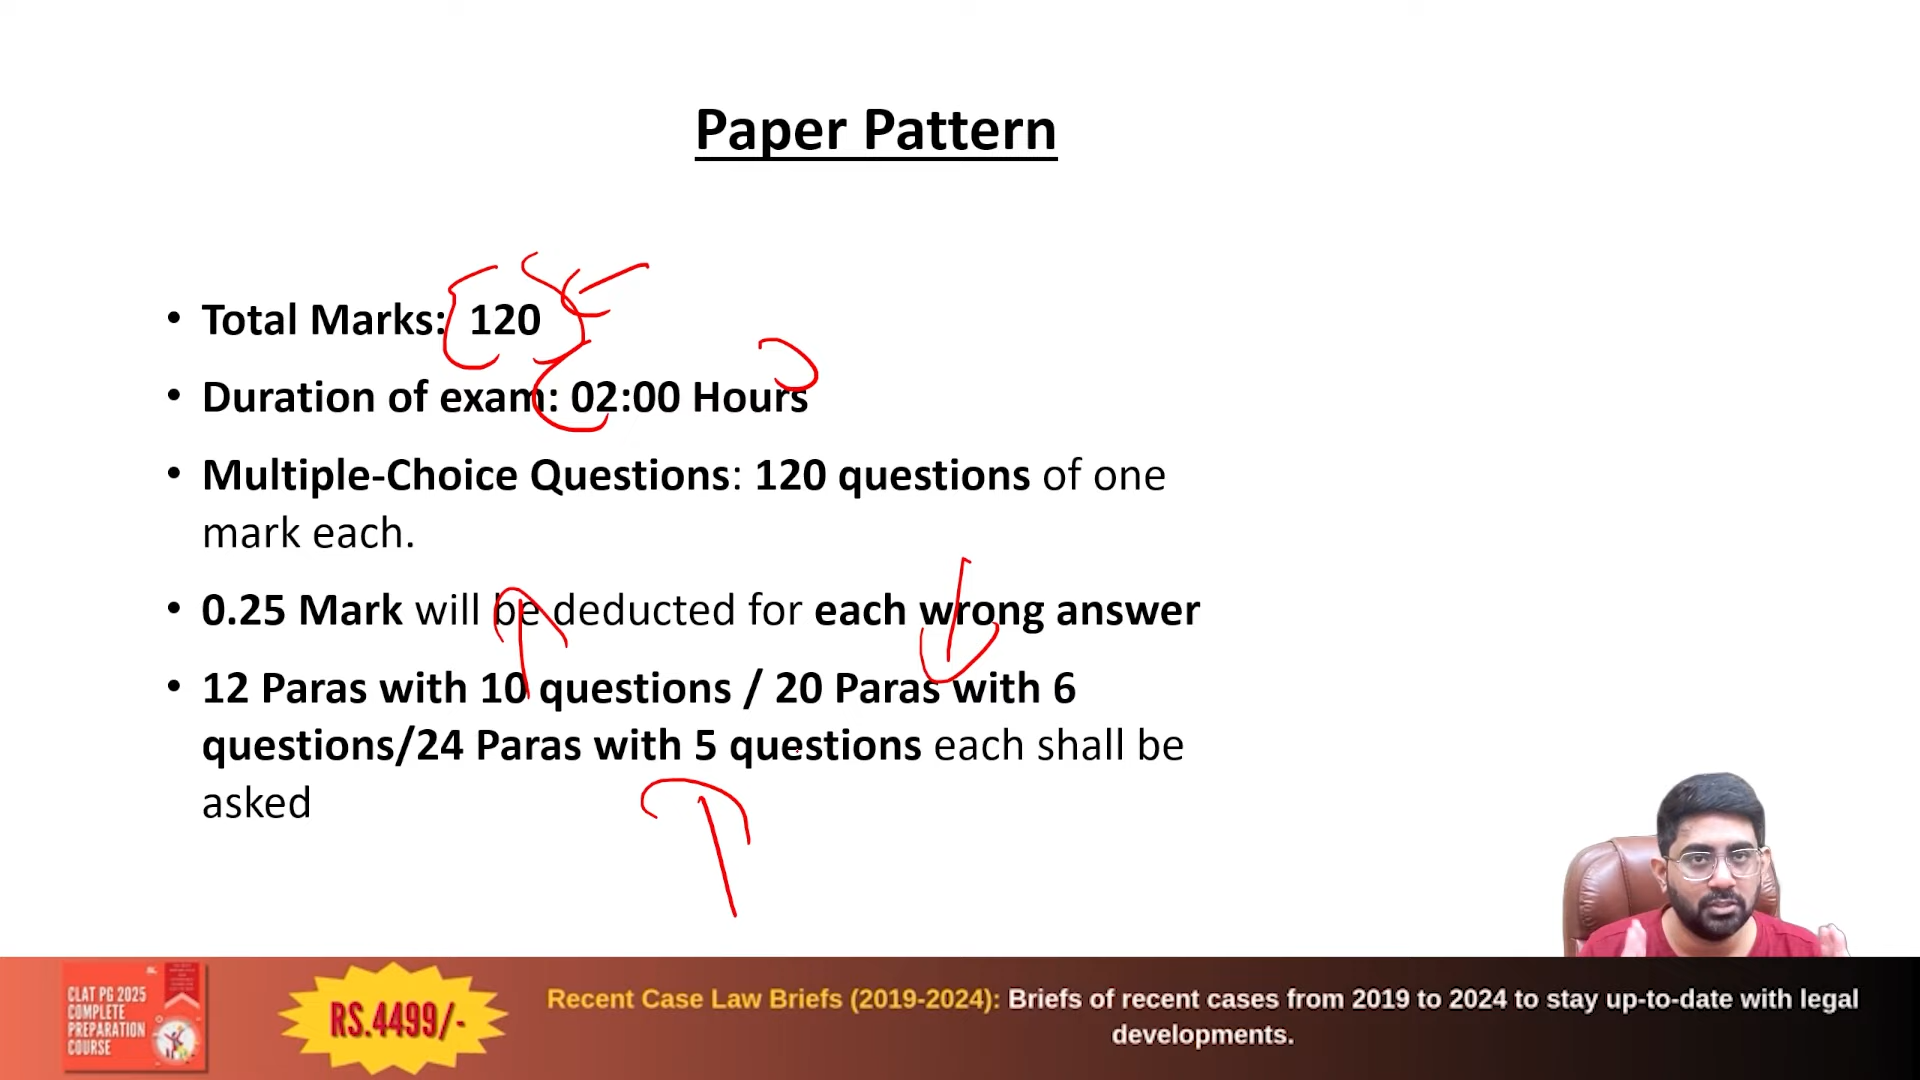 Paper Pattern
• Total Marks: 120
• Duration of exam: 02:00 Hours
• Multiple-Choice Questions: 120 questions of one
mark each.
• 0.25 Mark will be deducted for each wrong answer
• 12 Paras with 10 questions / 20 Paras with 6
questions/24 Paras with 5 questions each shall be
asked
CLAT PG 2025
COMPLETE
PREPARATION
COURSE
RS.4499/-
Recent Case Law Briefs (2019-2024): Briefs of recent cases from 2019 to 2024 to stay up-to-date with legal
developments.